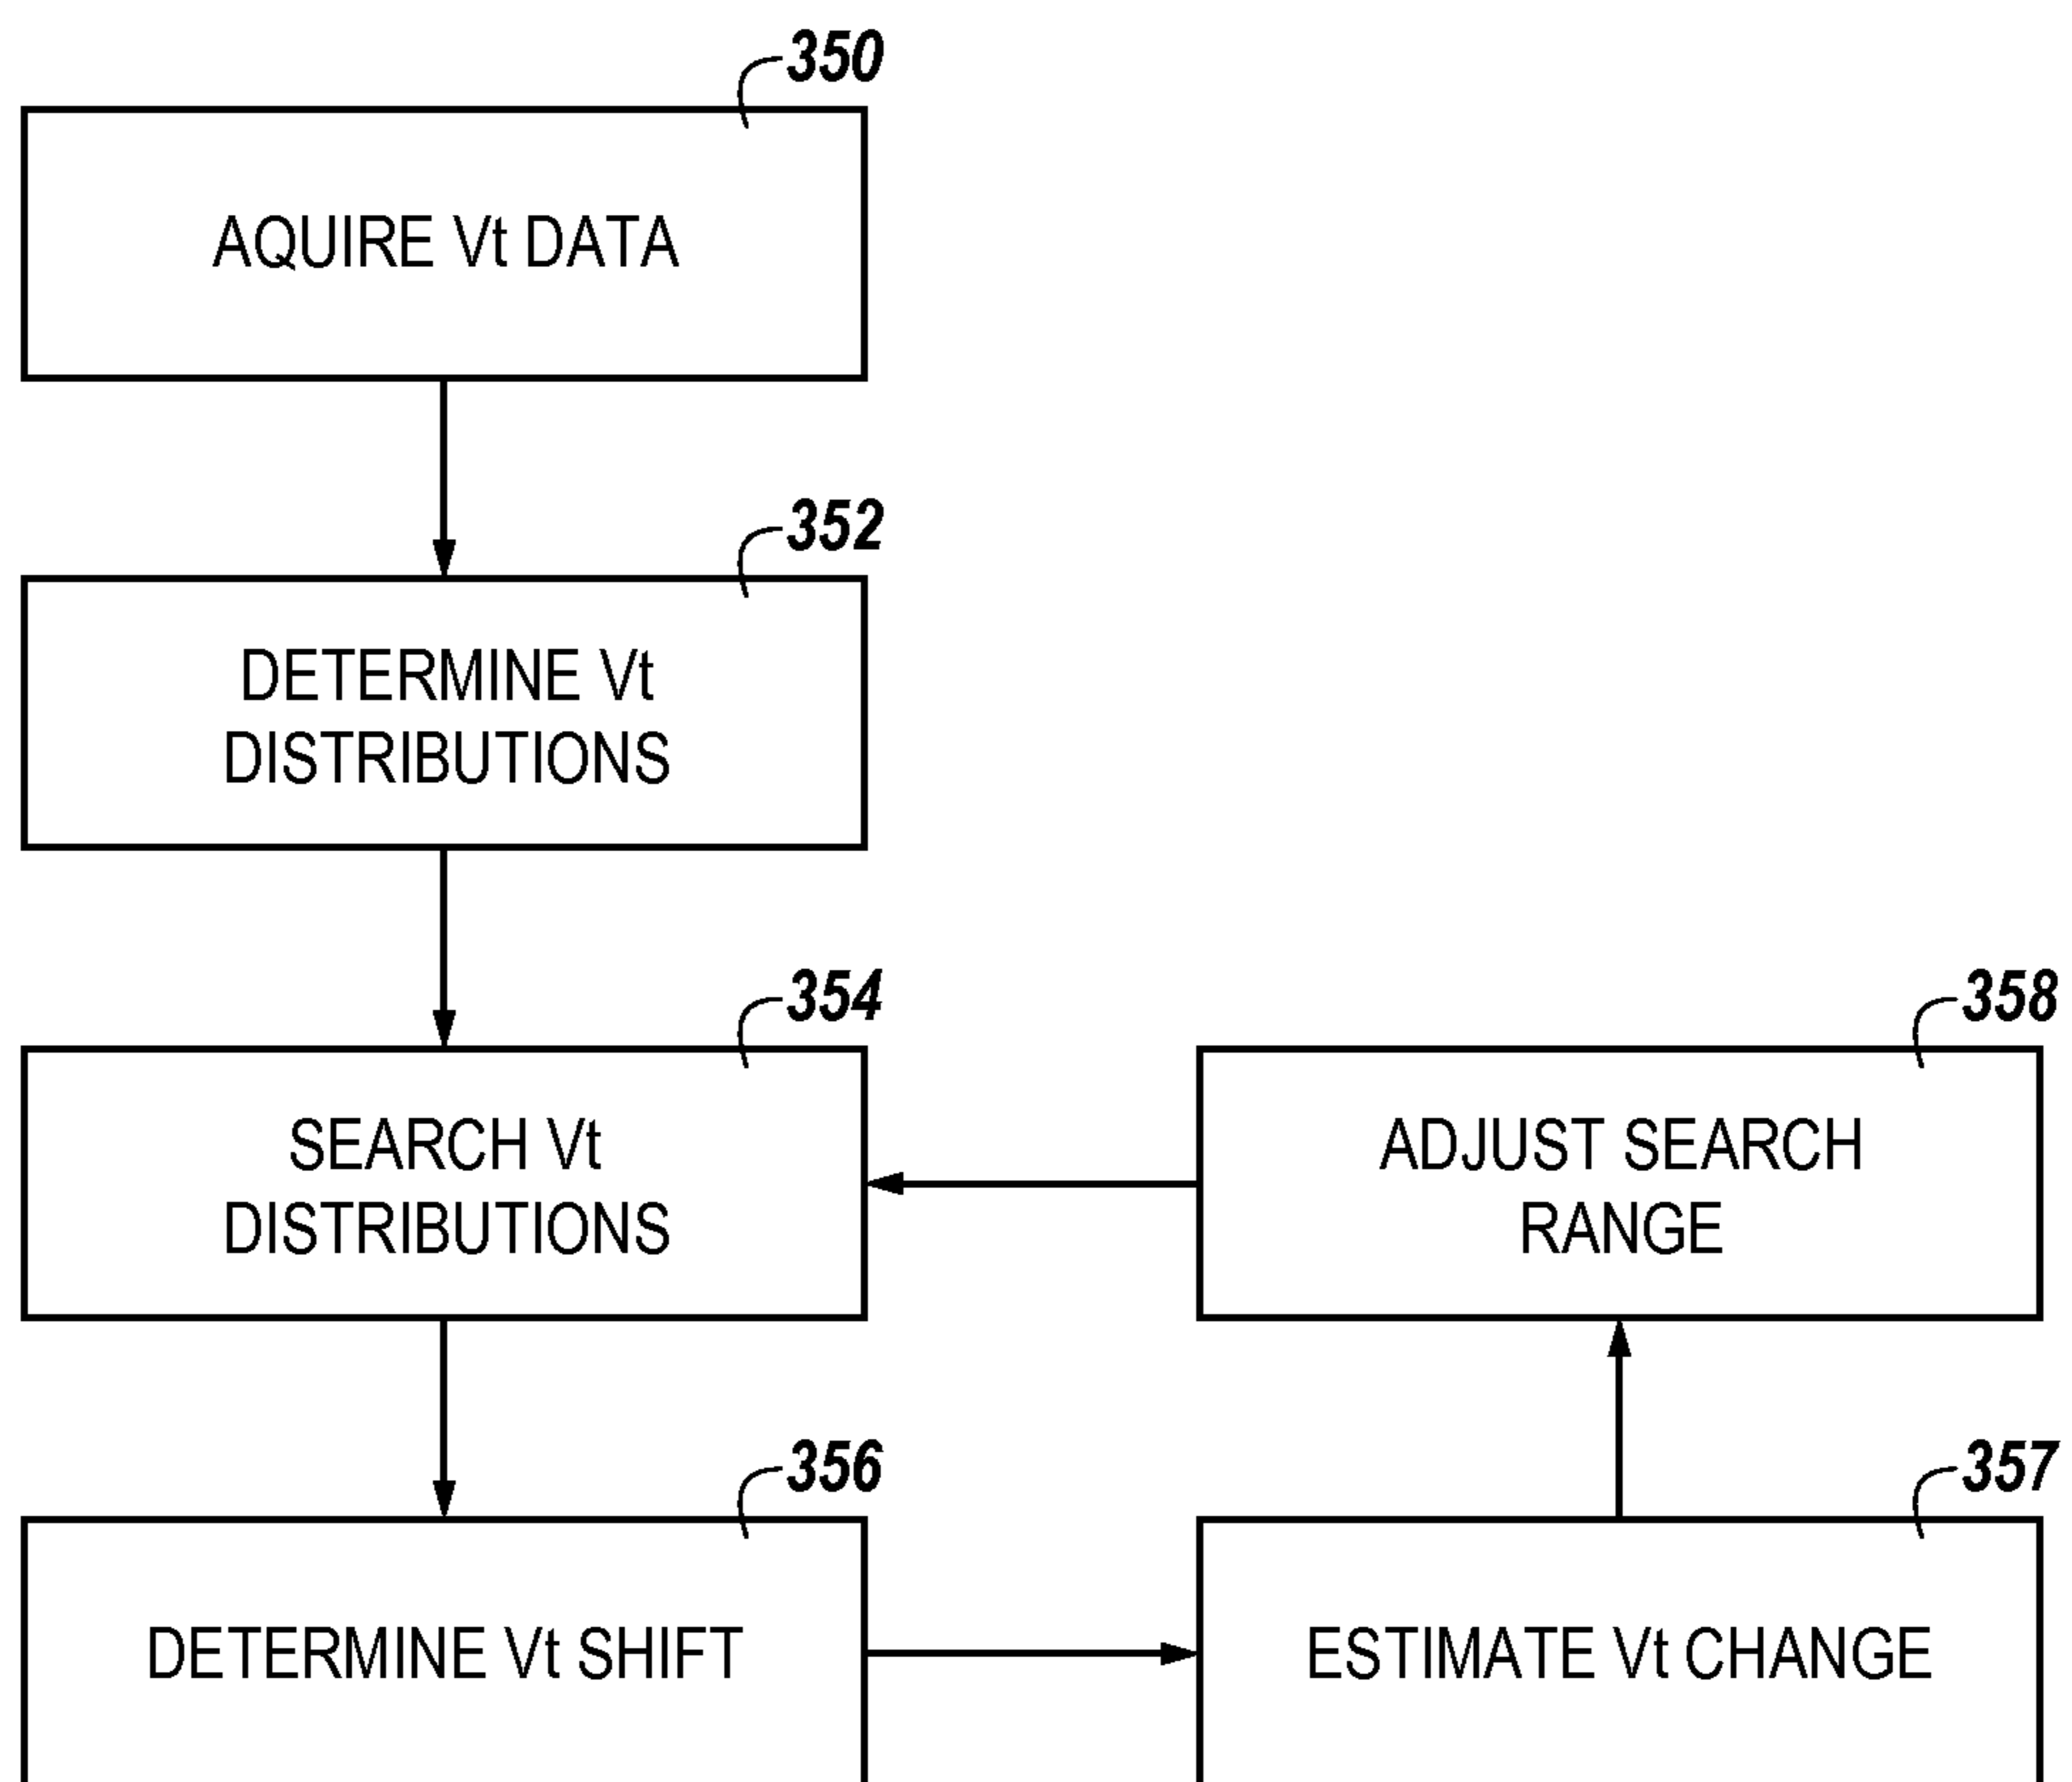 350
AQUIRE Vt DATA
352
DETERMINE Vt
DISTRIBUTIONS
354
SEARCH Vt
DISTRIBUTIONS
358
ADJUST SEARCH
RANGE
356
DETERMINE Vt SHIFT
357
ESTIMATE Vt CHANGE